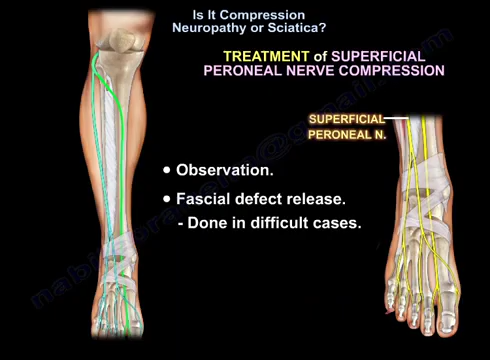 Is It Compression
Neuropathy or Sciatica?
TREATMENT of SUPERFICIAL
PERONEAL NERVE COMPRESSION
SUPERFICIAL
PERONEAL N.
• Observation.
• Fascial defect release.
- Done in difficult cases.